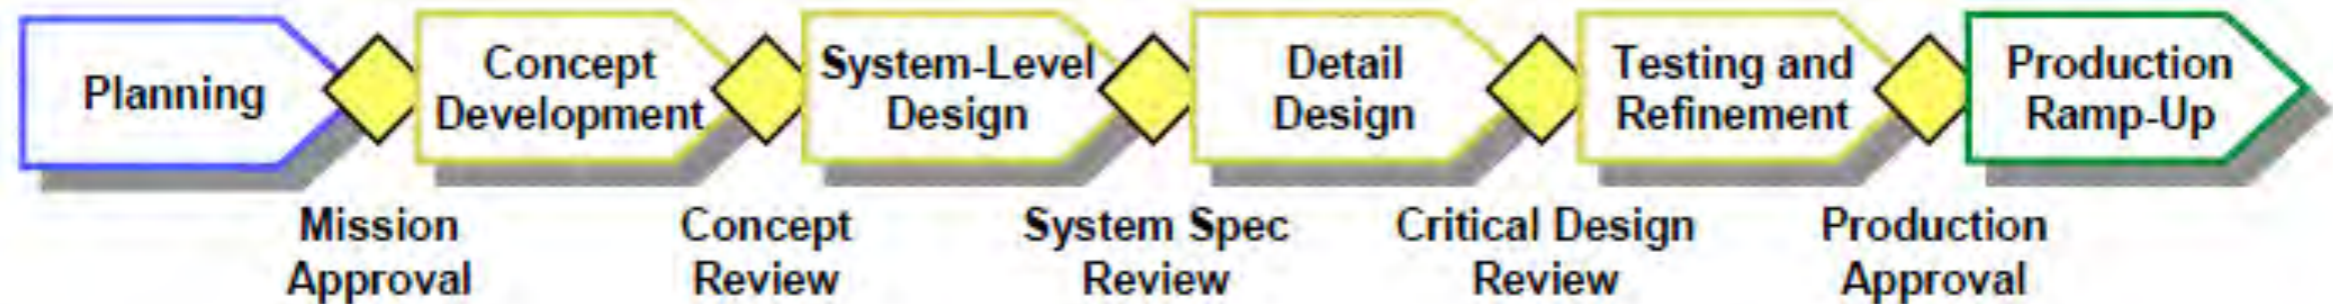 Planning
Concept
Development
System-Level
Design
Detail
Design
Testing and
Refinement
Production
Ramp-Up
Mission
Approval
Concept
Review
System Spec
Review
Critical Design
Review
Production
Approval